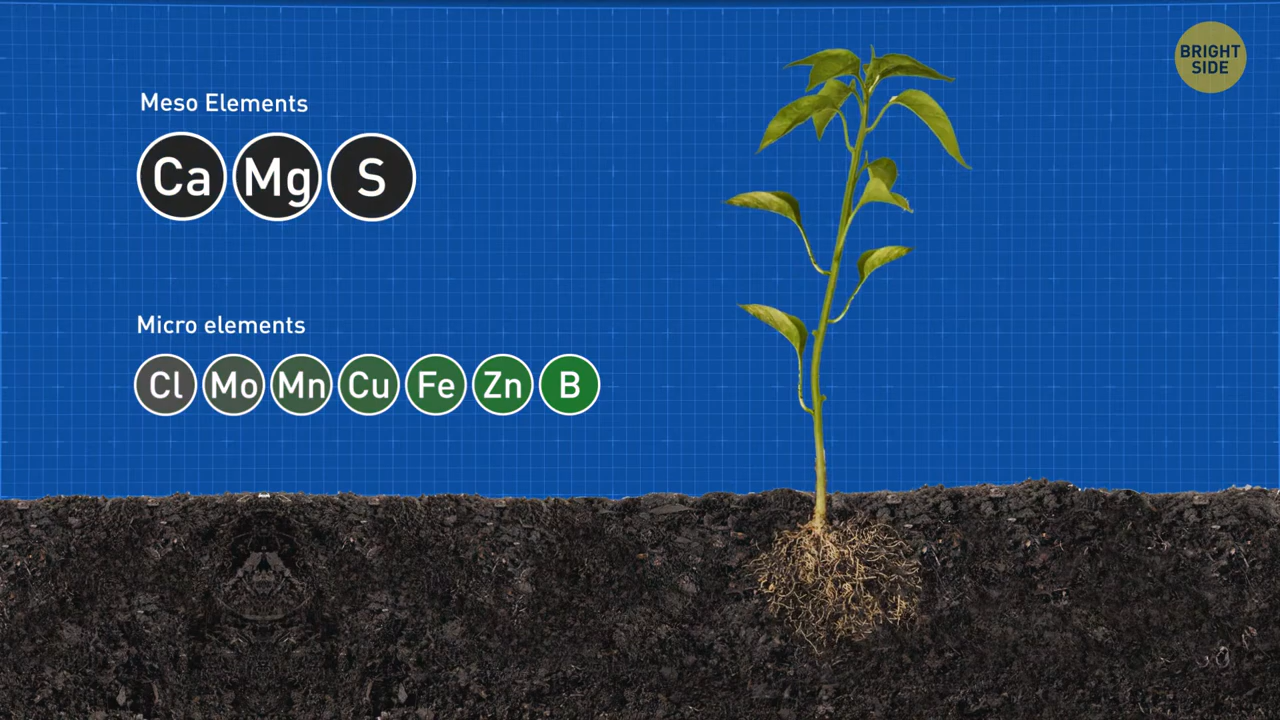 BRIGHT
SIDE
Meso Elements
Ca Mg S
Micro elements
Cl Mo Mn Cu Fe Zn B